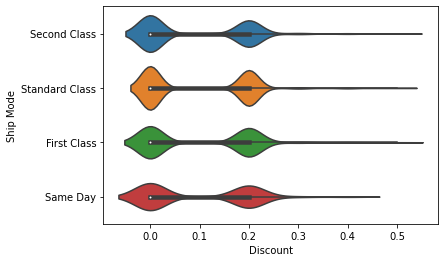 Second Class
Standard Class
First Class
Same Day
Ship Mode
0.0 0.1 0.2 0.3 0.4 0.5
Discount